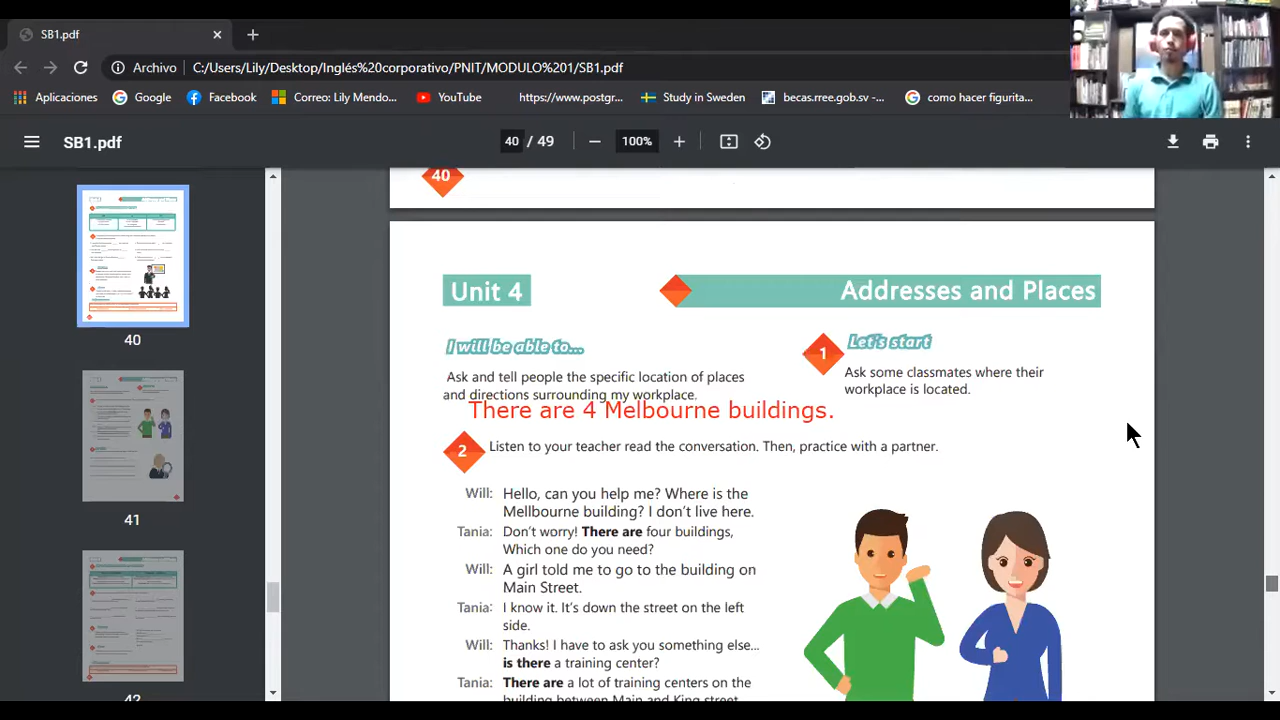 SB1.pdf
Archivo C:/Users/Lily/Desktop/Inglés%20corporativo/PNIT/MODULO%201/SB1.pdf
Aplicaciones Google Facebook Correo: Lily Mendo... YouTube https://www.postgr... Study in Sweden becas.rree.gob.sv -... como hacer figurita...
SB1.pdf 40 / 49 100%
40
41
40
Unit 4 Addresses and Places
I will be able to...
Ask and tell people the specific location of places
and directions surrounding my workplace.
1 Let's start
Ask some classmates where their
workplace is located.
There are 4 Melbourne buildings.
2 Listen to your teacher read the conversation. Then, practice with a partner.
Will: Hello, can you help me? Where is the
Mellbourne building? I don't live here.
Tania: Don't worry! There are four buildings,
Which one do you need?
Will: A girl told me to go to the building on
Main Street.
Tania: I know it. It's down the street on the left
side.
Will: Thanks! I have to ask you something else...
is there a training center?
Tania: There are a lot of training centers on the
building between Main and King street